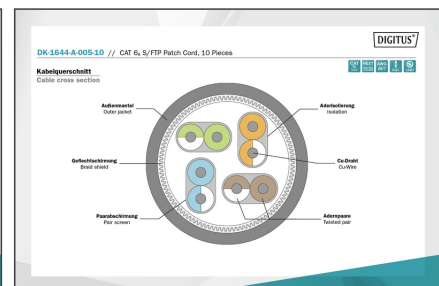 DIGITUS®
DK-1644-A-005-10 // CAT 6A S/FTP Patch Cord, 10 Pieces
Kabelquerschnitt
Cable cross section
Außenmantel
Outer jacket
Aderisolierung
Isolation
Geflechtschirmung
Braid shield
Cu-Draht
Cu-Wire
Paarabschirmung
Pair screen
Adernpaare
Twisted pair